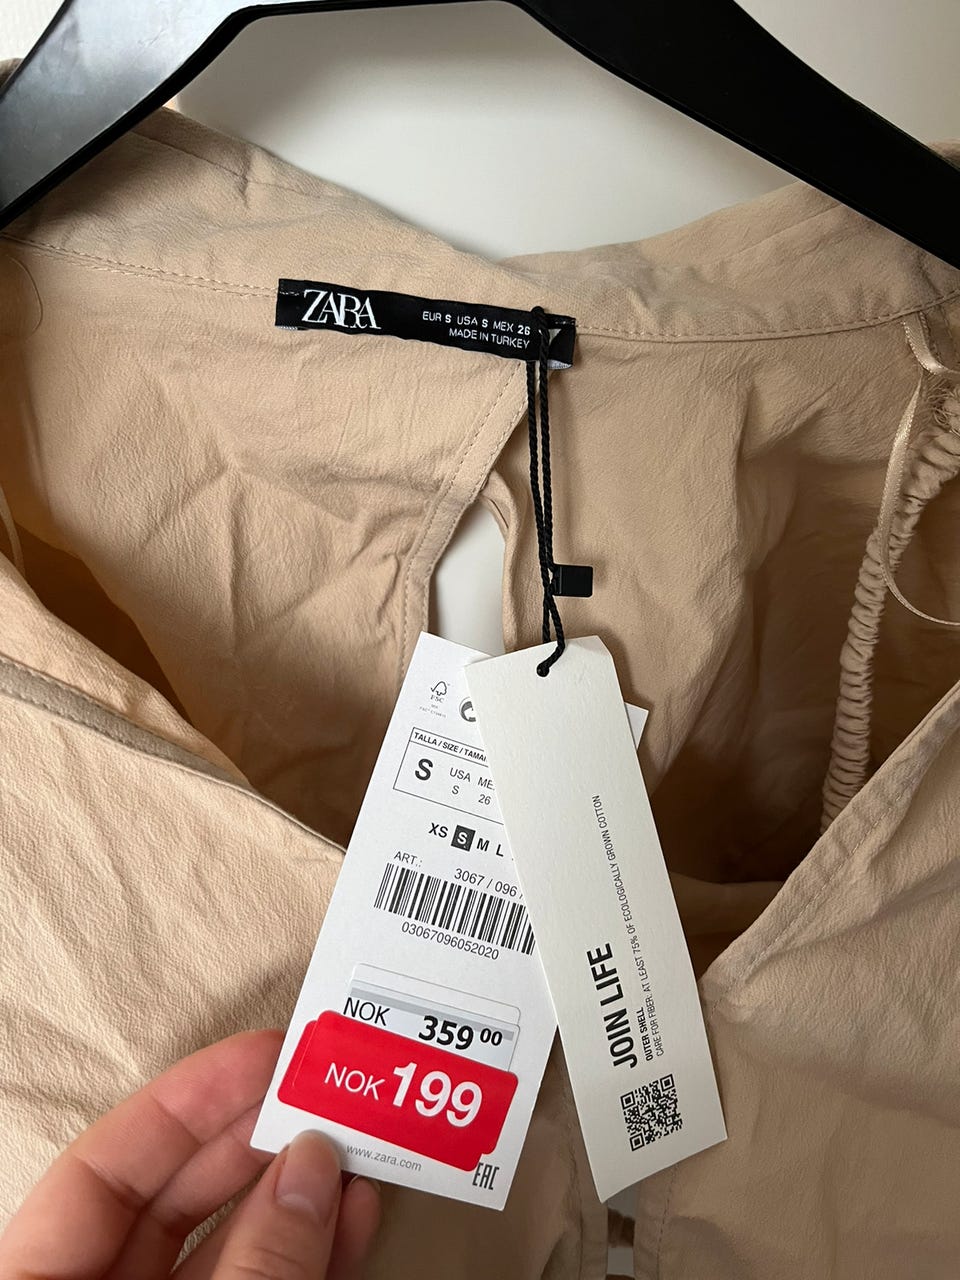 ZARA
EUR S USA S MEX 26
MADE IN TURKEY
FSC
TALLA / SIZE /
S USA
S 26
XS S M L
ART.:
3067 / 096 /
03067096052020
NOK 359 00
NOK 199
www.zara.com
EAC
JOIN LIFE
OUTER SHELL
CARE FOR FIBER: AT LEAST 75% OF ECOLOGICALLY GROWN COTTON